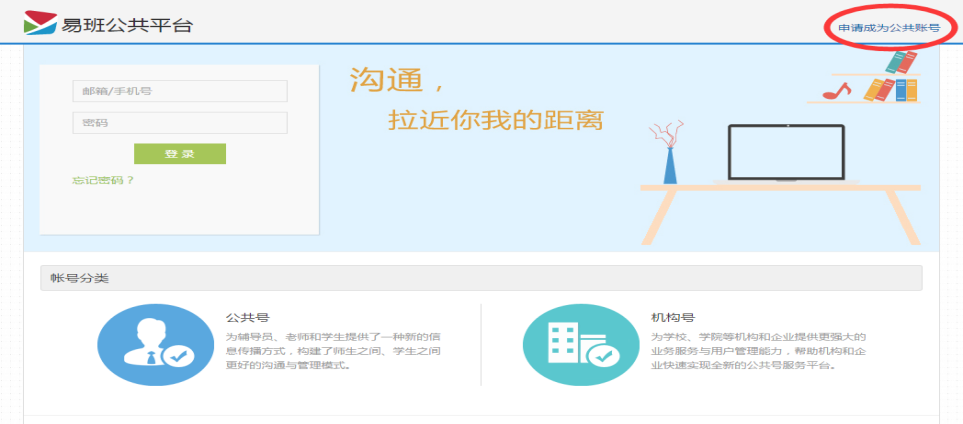 易班公共平台
申请成为公共账号
邮箱/手机号
密码
登录
忘记密码？
沟通，
拉近你我的距离
帐号分类
公共号
为辅导员、老师和学生提供了一种新的信
息传播方式，构建了师生之间、学生之间
更好的沟通与管理模式。
机构号
为学校、学院等机构和企业提供更强大的
业务服务与用户管理能力，帮助机构和企
业快速实现全新的公共号服务平台。